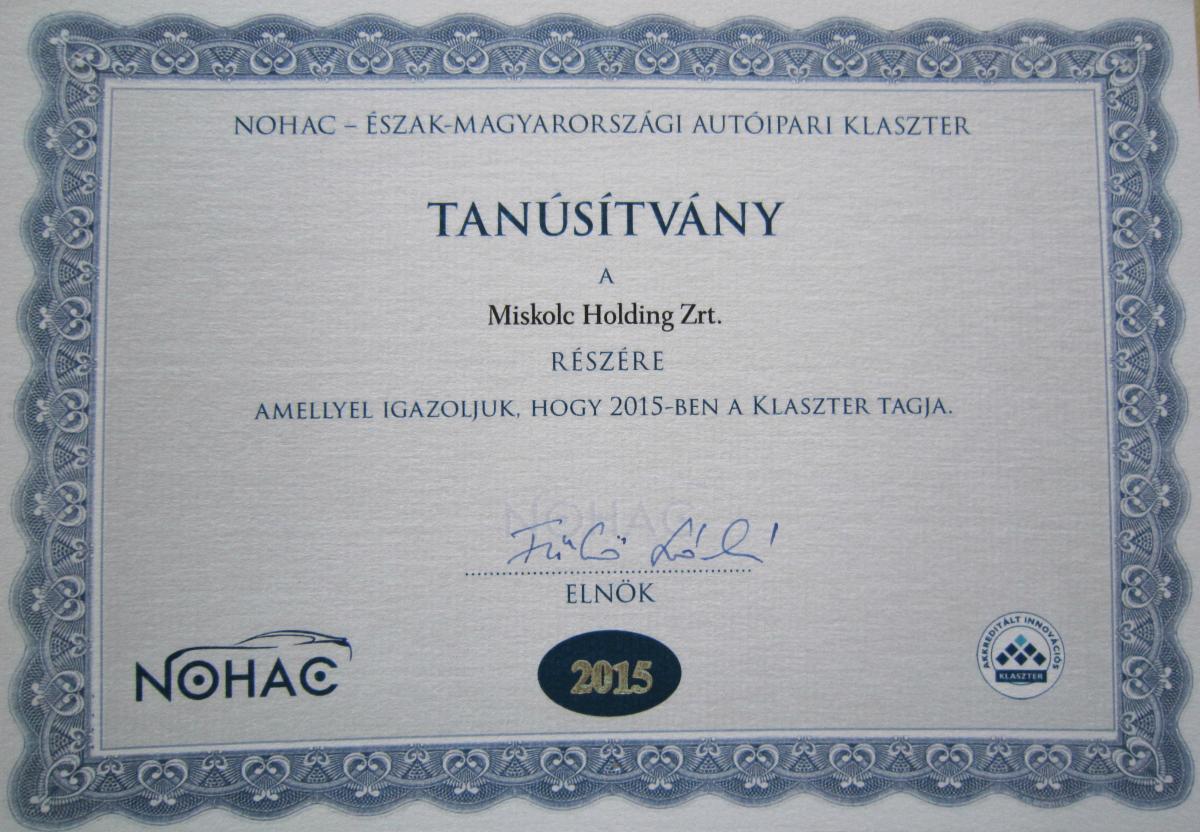 NOHAC – ÉSZAK-MAGYARORSZÁGI AUTÓIPARI KLASZTER
TANÚSÍTVÁNY
A
Miskolc Holding Zrt.
RÉSZÉRE
AMELLYEL IGAZOLJUK, HOGY 2015-BEN A KLASZTER TAGJA.
NOHAC
ELNÖK
NOHAC
2015
AKKREDITÁLT INNOVÁCIÓS
KLASZTER